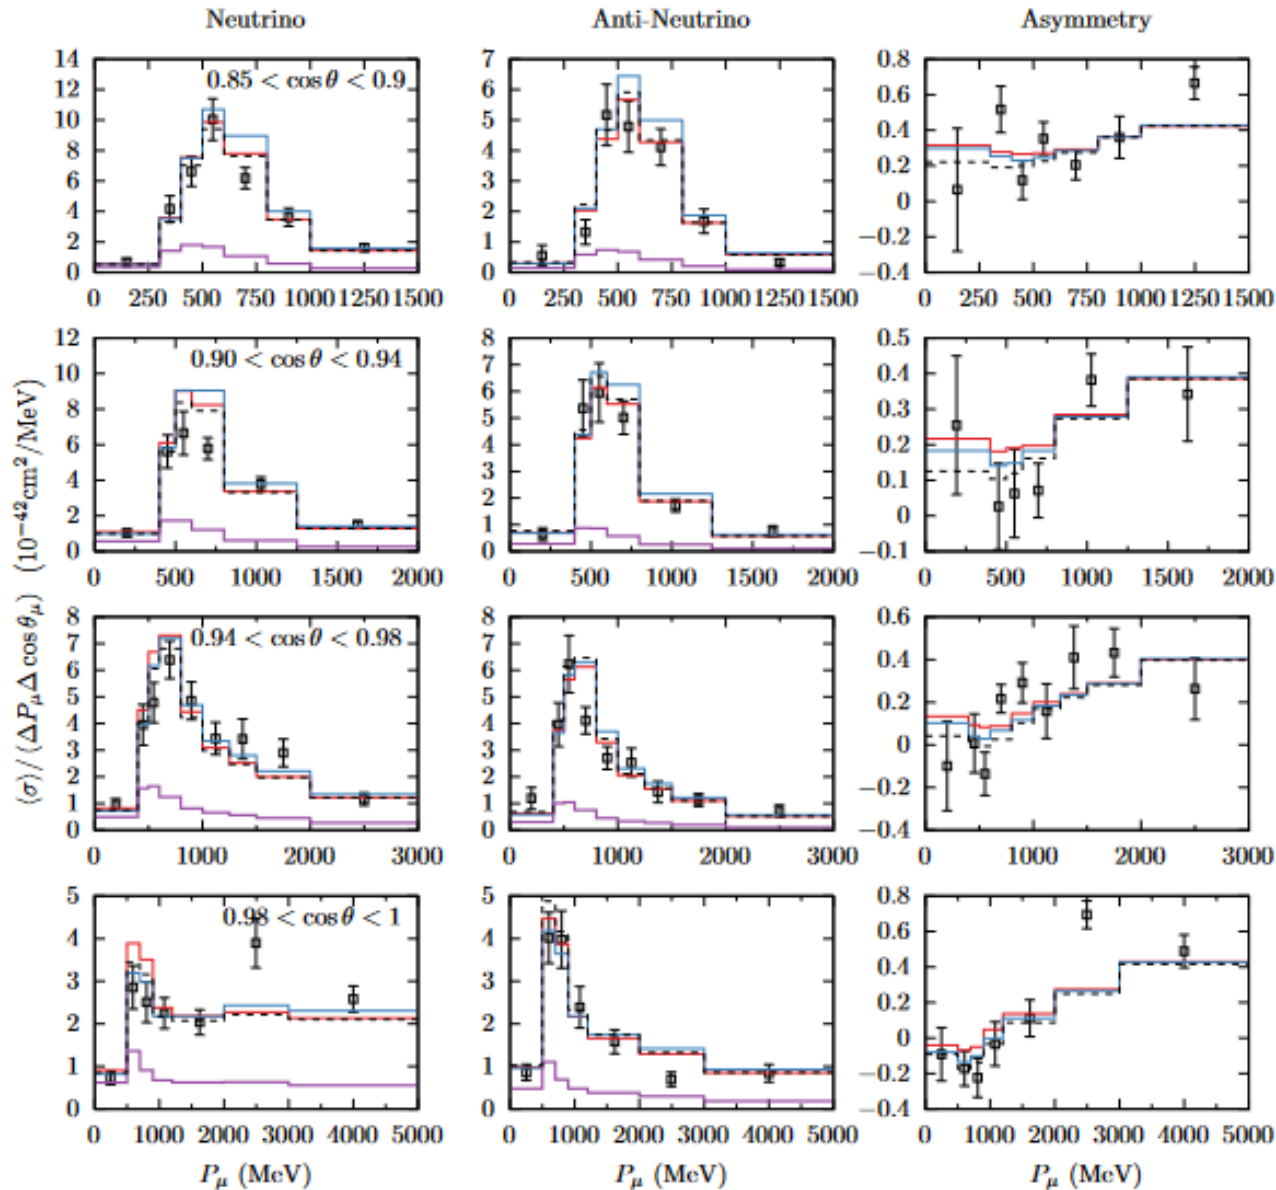 Neutrino Anti-Neutrino Asymmetry
14 12 10 8 6 4 2 0
0.85 < cos θ < 0.9
0 250 500 750 1000 1250 1500
7 6 5 4 3 2 1 0
0 250 500 750 1000 1250 1500
0.8 0.6 0.4 0.2 0 −0.2 −0.4
0 250 500 750 1000 1250 1500
12 10 8 6 4 2 0
0.90 < cos θ < 0.94
0 500 1000 1500 2000
8 7 6 5 4 3 2 1 0
0 500 1000 1500 2000
0.5 0.4 0.3 0.2 0.1 0 −0.1
0 500 1000 1500 2000
⟨σ⟩/(ΔPμΔ cos θμ) (10⁻⁴²cm²/MeV)
8 7 6 5 4 3 2 1 0
0.94 < cos θ < 0.98
0 1000 2000 3000
8 7 6 5 4 3 2 1 0
0 1000 2000 3000
0.6 0.4 0.2 0 −0.2 −0.4
0 1000 2000 3000
5 4 3 2 1 0
0.98 < cos θ < 1
0 1000 2000 3000 4000 5000
5 4 3 2 1 0
0 1000 2000 3000 4000 5000
0.8 0.6 0.4 0.2 0 −0.2 −0.4
0 1000 2000 3000 4000 5000
Pμ (MeV) Pμ (MeV) Pμ (MeV)